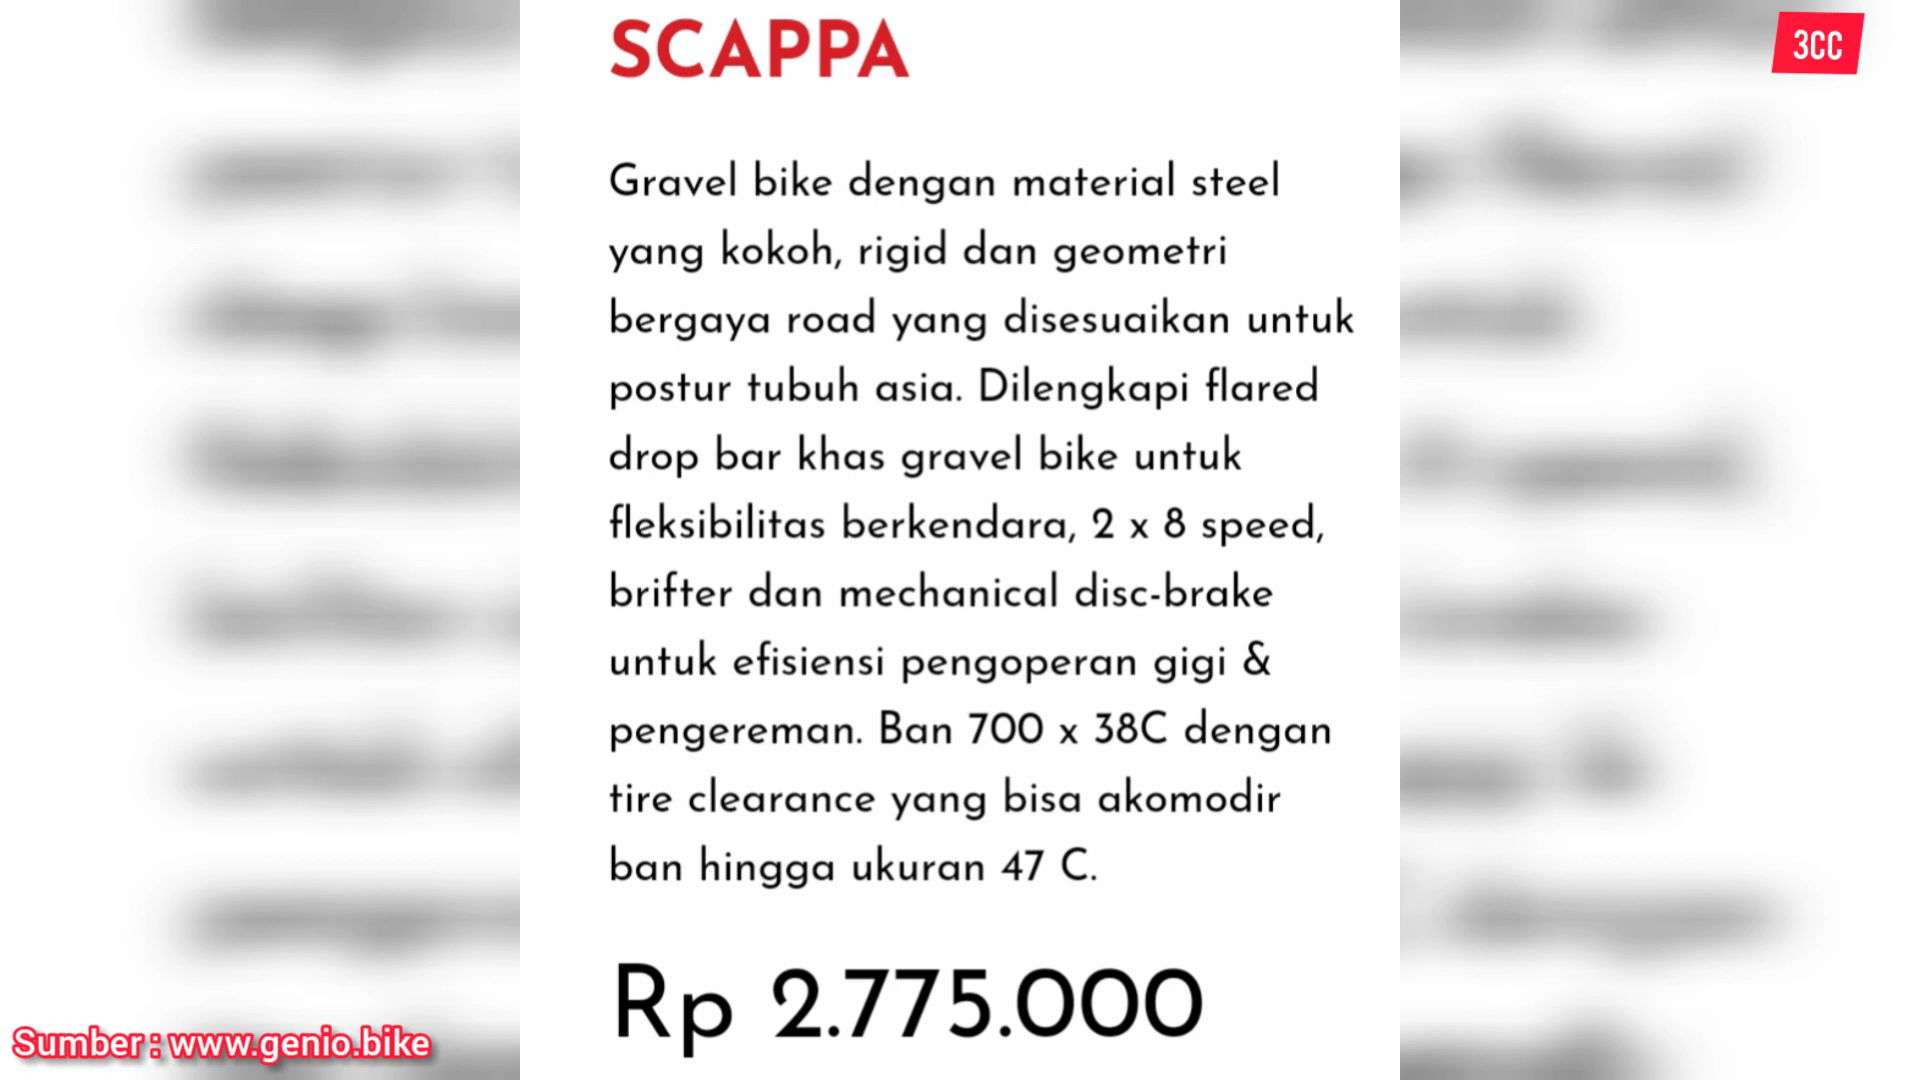 SCAPPA
3CC
Gravel bike dengan material steel
yang kokoh, rigid dan geometri
bergaya road yang disesuaikan untuk
postur tubuh asia. Dilengkapi flared
drop bar khas gravel bike untuk
fleksibilitas berkendara, 2 x 8 speed,
brifter dan mechanical disc-brake
untuk efisiensi pengoperan gigi &
pengereman. Ban 700 x 38C dengan
tire clearance yang bisa akomodir
ban hingga ukuran 47 C.
Rp 2.775.000
Sumber : www.genio.bike